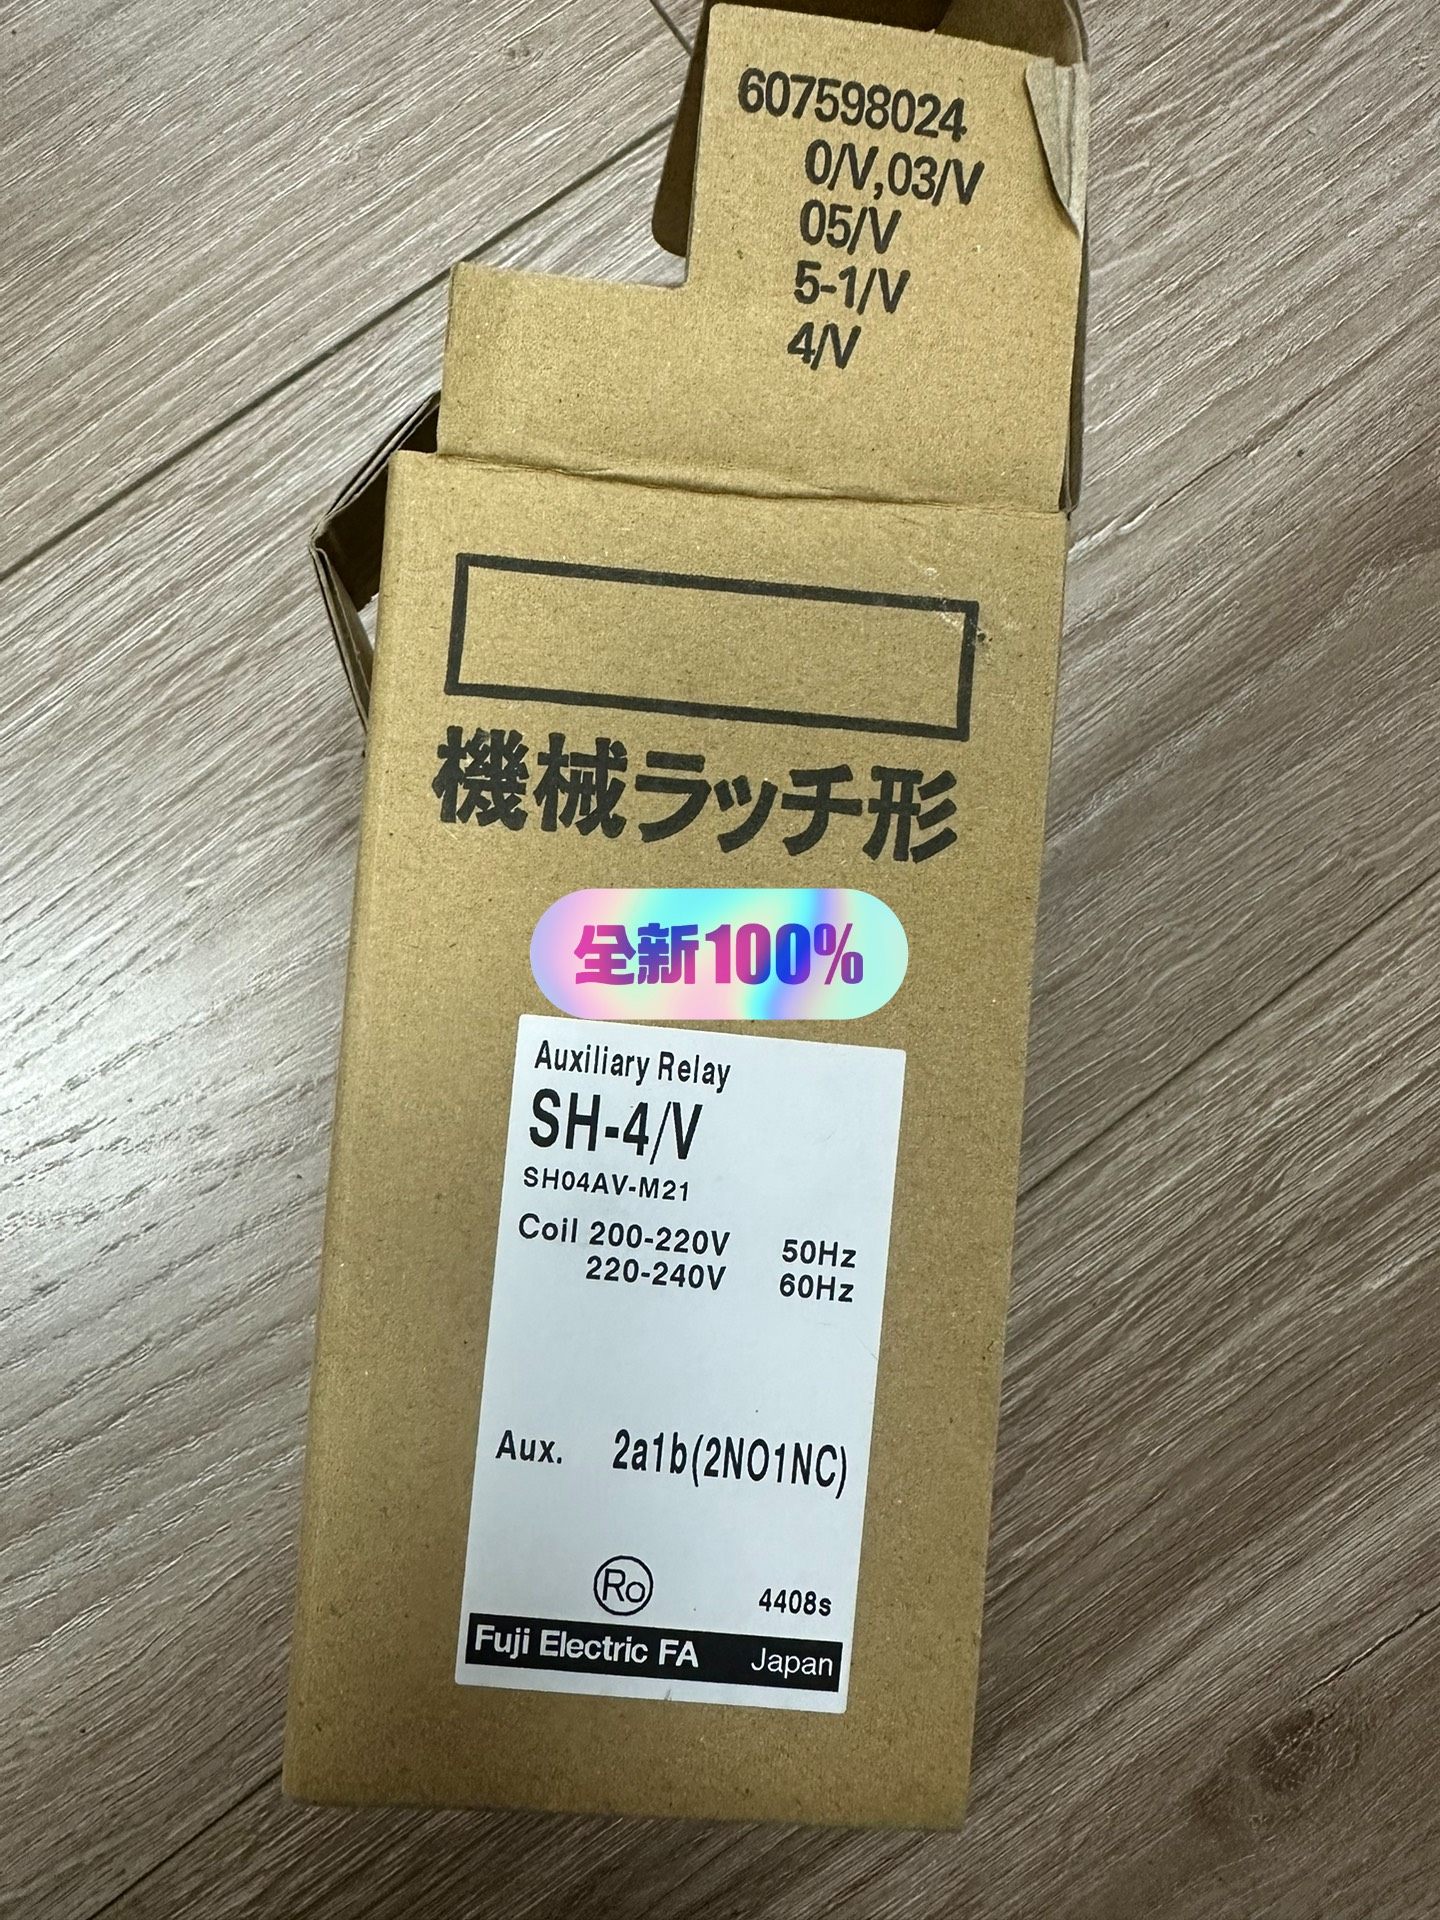 607598024
0/V,03/V
05/V
5-1/V
4/V
機械ラッチ形
全新100%
Auxiliary Relay
SH-4/V
SH04AV-M21
Coil 200-220V 50Hz
220-240V 60Hz
Aux. 2a1b(2NO1NC)
Ro
4408s
Fuji Electric FA Japan